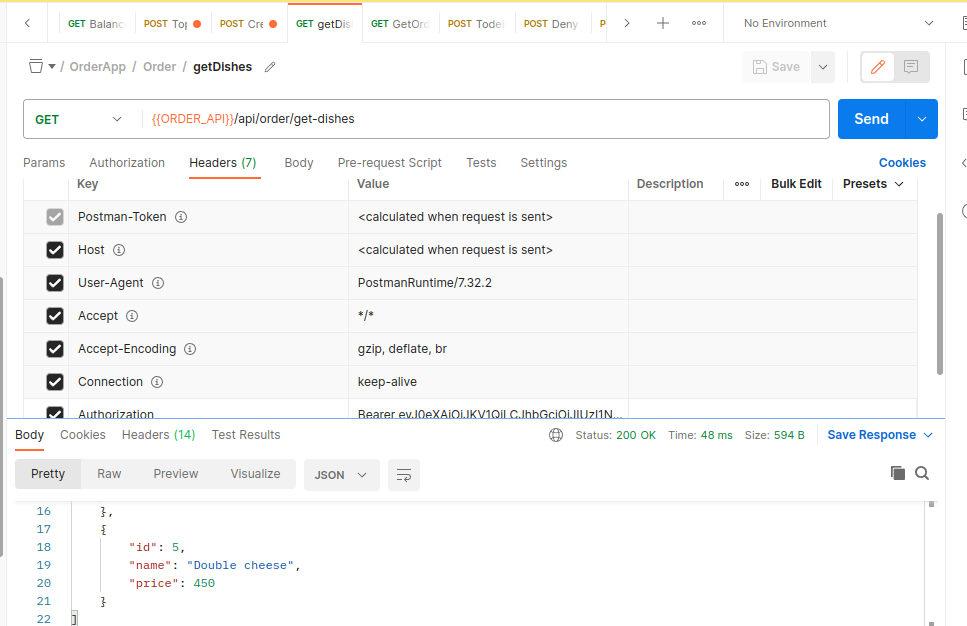 GET Balanc POST Top POST Cre GET getDish GET GetOrd POST Todel POST Deny P No Environment
/ OrderApp / Order / getDishes Save
GET {{ORDER_API}}/api/order/get-dishes Send
Params Authorization Headers (7) Body Pre-request Script Tests Settings Cookies
Key Value Description Bulk Edit Presets
Postman-Token <calculated when request is sent>
Host <calculated when request is sent>
User-Agent PostmanRuntime/7.32.2
Accept */*
Accept-Encoding gzip, deflate, br
Connection keep-alive
Authorization Bearer eyJ0eXAiOiJKV1QiLCJhbGciOiJIUzI1N...
Body Cookies Headers (14) Test Results Status: 200 OK Time: 48 ms Size: 594 B Save Response
Pretty Raw Preview Visualize JSON
16 },
17 {
18 "id": 5,
19 "name": "Double cheese",
20 "price": 450
21 }
22 ]